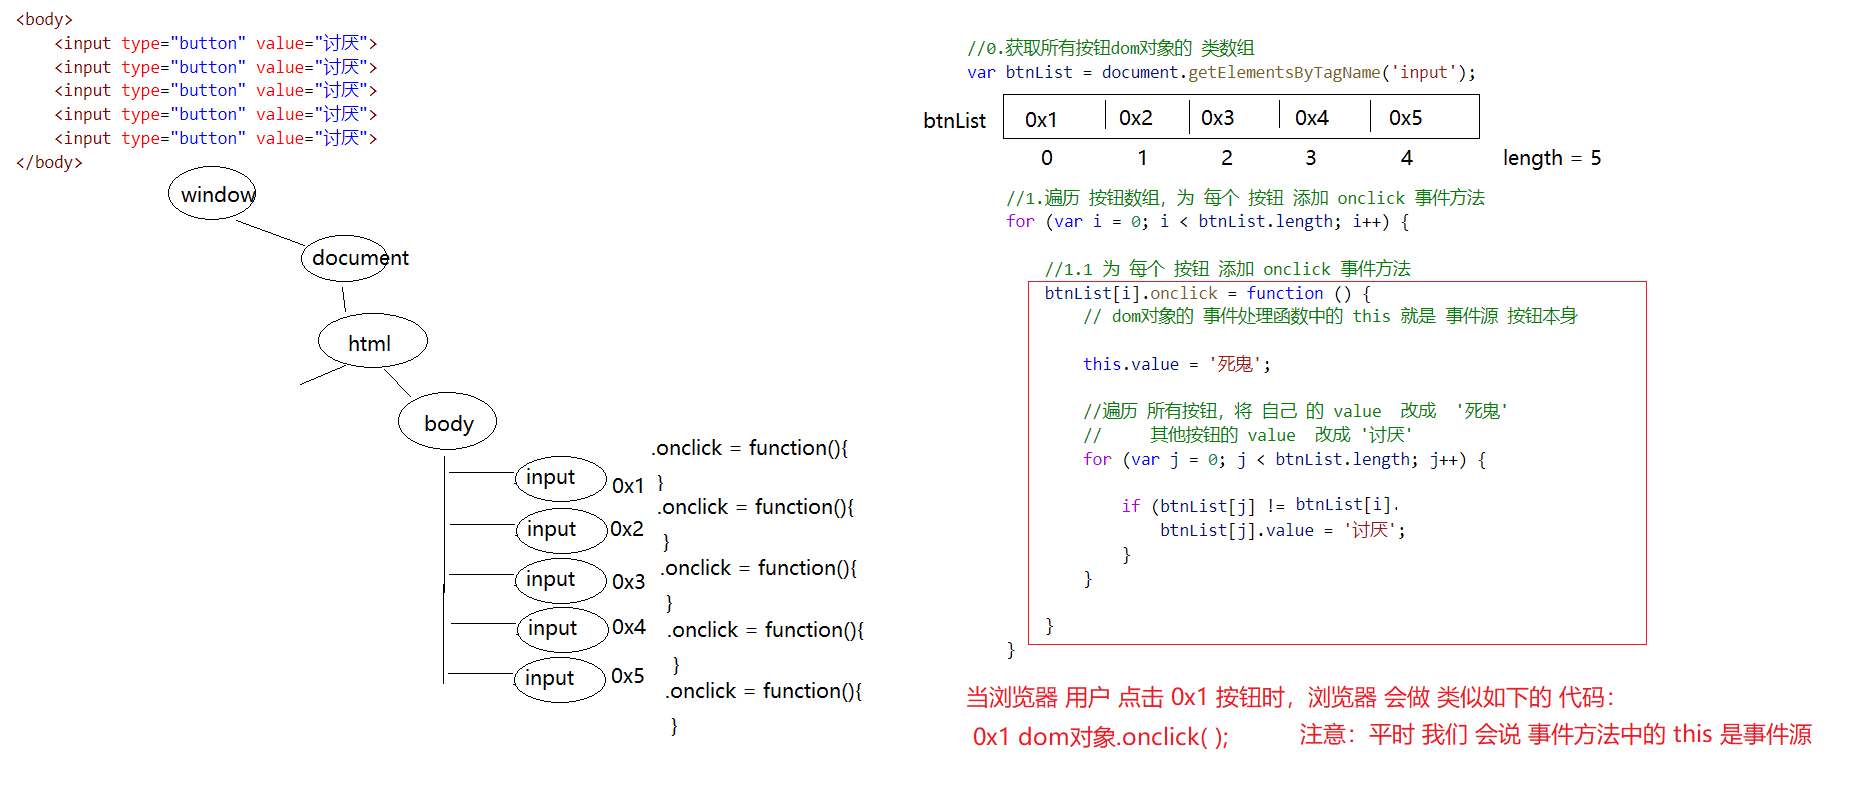 <body>
<input type="button" value="讨厌">
<input type="button" value="讨厌">
<input type="button" value="讨厌">
<input type="button" value="讨厌">
<input type="button" value="讨厌">
</body>
window
document
html
body
input 0x1
.onclick = function(){
}
input 0x2
.onclick = function(){
}
input 0x3
.onclick = function(){
}
input 0x4
.onclick = function(){
}
input 0x5
.onclick = function(){
}
//0.获取所有按钮dom对象的 类数组
var btnList = document.getElementsByTagName('input');
btnList 0x1 0x2 0x3 0x4 0x5
0 1 2 3 4 length = 5
//1.遍历 按钮数组，为 每个 按钮 添加 onclick 事件方法
for (var i = 0; i < btnList.length; i++) {
//1.1 为 每个 按钮 添加 onclick 事件方法
btnList[i].onclick = function () {
// dom对象的 事件处理函数中的 this 就是 事件源 按钮本身
this.value = '死鬼';
//遍历 所有按钮，将 自己 的 value 改成 '死鬼'
// 其他按钮的 value 改成 '讨厌'
for (var j = 0; j < btnList.length; j++) {
if (btnList[j] != btnList[i].
btnList[j].value = '讨厌';
}
}
}
}
当浏览器 用户 点击 0x1 按钮时，浏览器 会做 类似如下的 代码：
0x1 dom对象.onclick( ); 注意：平时 我们 会说 事件方法中的 this 是事件源